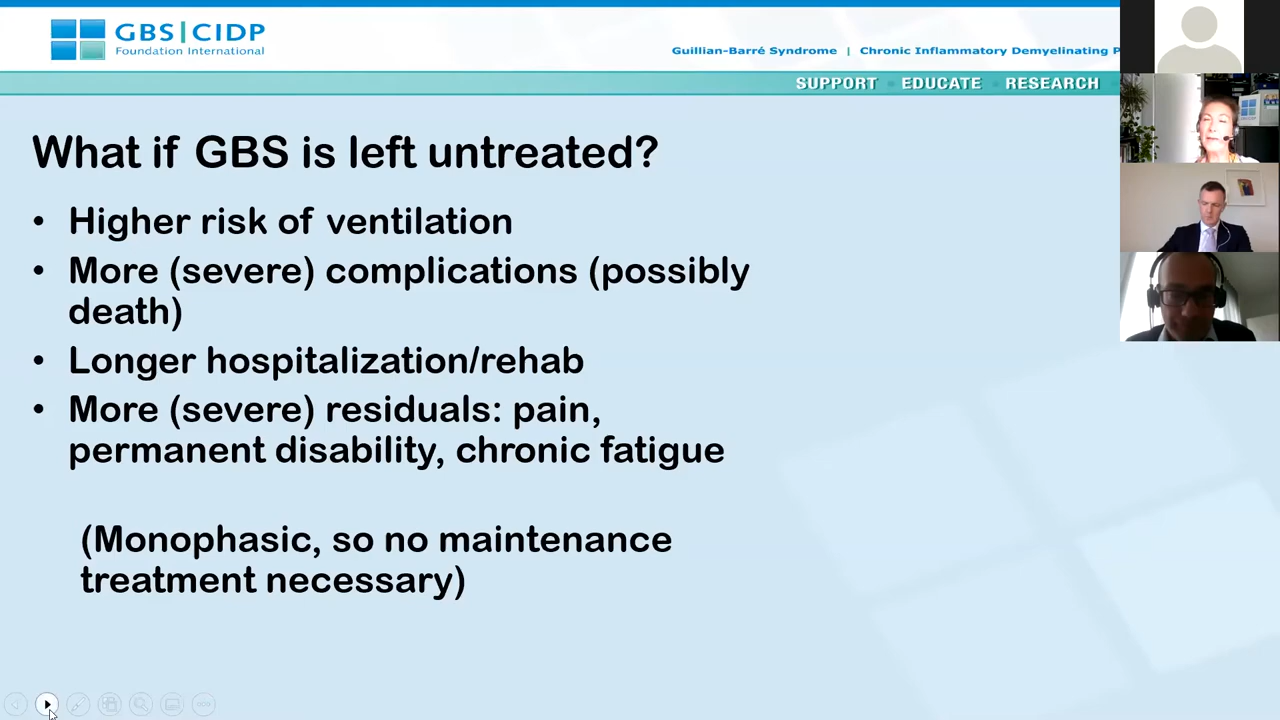 GBS|CIDP
Foundation International
Guillian-Barré Syndrome | Chronic Inflammatory Demyelinating P
SUPPORT EDUCATE RESEARCH
What if GBS is left untreated?
• Higher risk of ventilation
• More (severe) complications (possibly
death)
• Longer hospitalization/rehab
• More (severe) residuals: pain,
permanent disability, chronic fatigue
(Monophasic, so no maintenance
treatment necessary)
CIDP